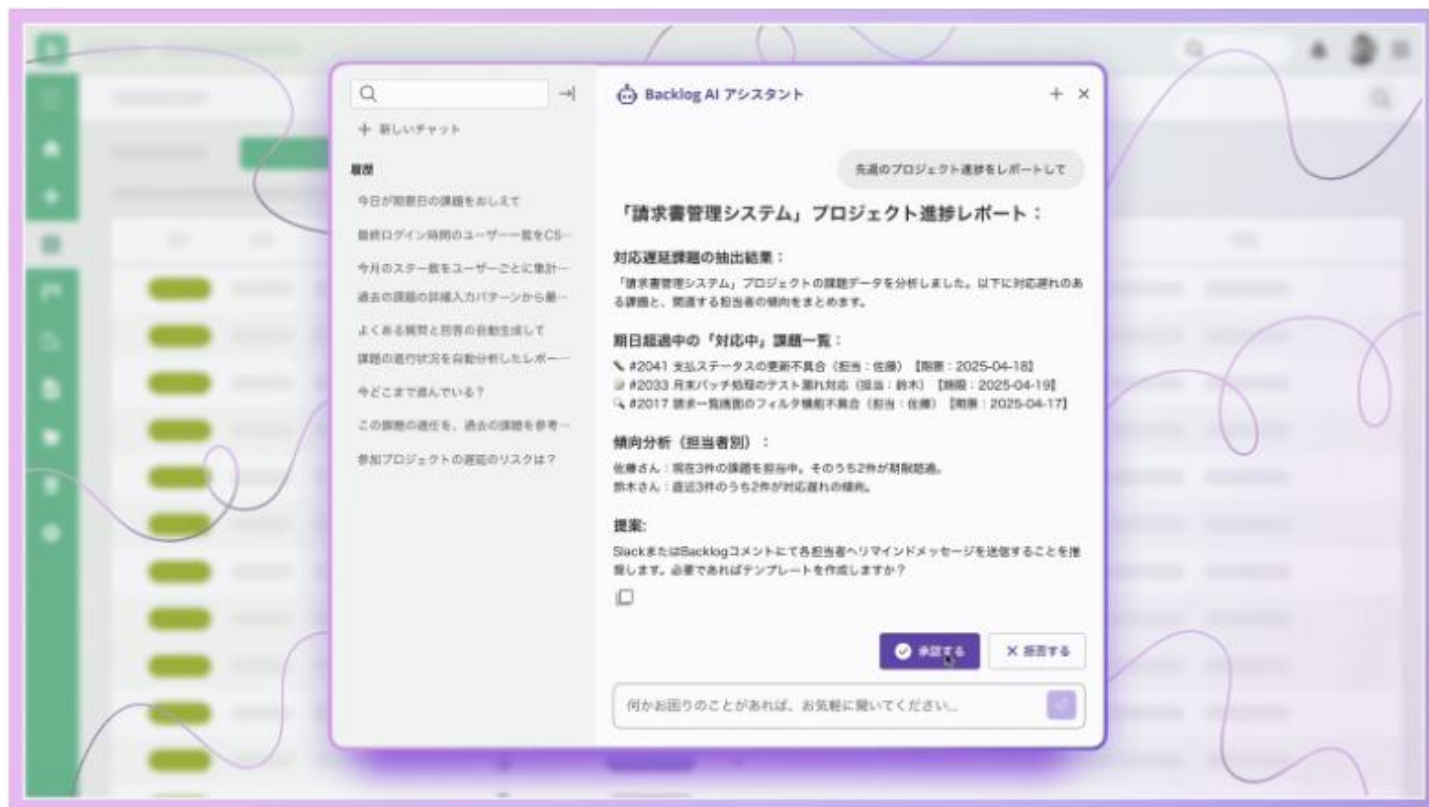 新しいチャット
履歴
今日が期限日の課題をおしえて
最終ログイン時間のユーザー一覧をCS…
今月のスター数をユーザーごとに集計…
過去の課題の詳細入力パターンから最…
よくある質問と回答の自動生成して
課題の進行状況を自動分析したレポー…
今どこまで進んでいる？
この課題の適任を、過去の課題を参考…
参加プロジェクトの遅延のリスクは？
Backlog AI アシスタント
先週のプロジェクト進捗をレポートして
「請求書管理システム」プロジェクト進捗レポート：
対応遅延課題の抽出結果：
「請求書管理システム」プロジェクトの課題データを分析しました。以下に対応遅れのあ
る課題と、関連する担当者の傾向をまとめます。
期日超過中の「対応中」課題一覧：
#2041 支払ステータスの更新不具合（担当：佐藤）【期限：2025-04-18】
#2033 月末バッチ処理のテスト漏れ対応（担当：鈴木）【期限：2025-04-19】
#2017 請求一覧画面のフィルタ機能不具合（担当：佐藤）【期限：2025-04-17】
傾向分析（担当者別）：
佐藤さん：現在3件の課題を担当中。そのうち2件が期限超過。
鈴木さん：直近3件のうち2件が対応遅れの傾向。
提案:
SlackまたはBacklogコメントにて各担当者へリマインドメッセージを送信することを推
奨します。必要であればテンプレートを作成しますか？
承認する
拒否する
何かお困りのことがあれば、お気軽に聞いてください...